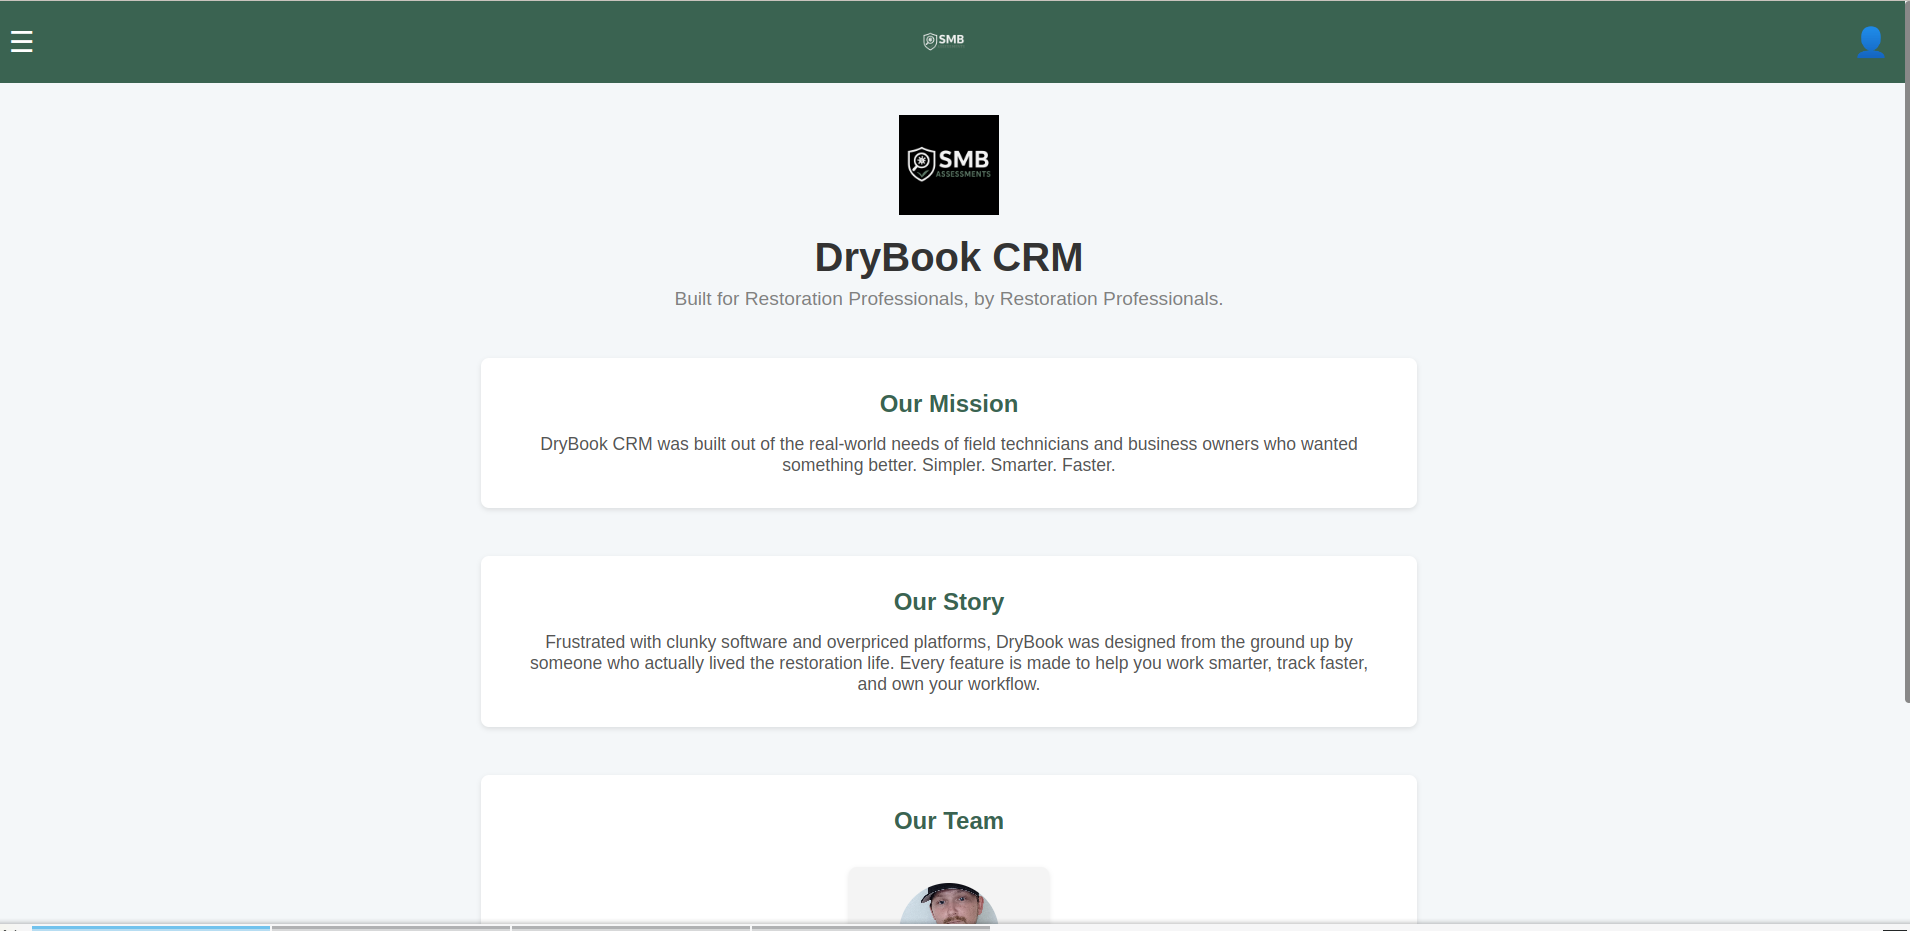 SMB
SMB
ASSESSMENTS
DryBook CRM
Built for Restoration Professionals, by Restoration Professionals.
Our Mission
DryBook CRM was built out of the real-world needs of field technicians and business owners who wanted
something better. Simpler. Smarter. Faster.
Our Story
Frustrated with clunky software and overpriced platforms, DryBook was designed from the ground up by
someone who actually lived the restoration life. Every feature is made to help you work smarter, track faster,
and own your workflow.
Our Team